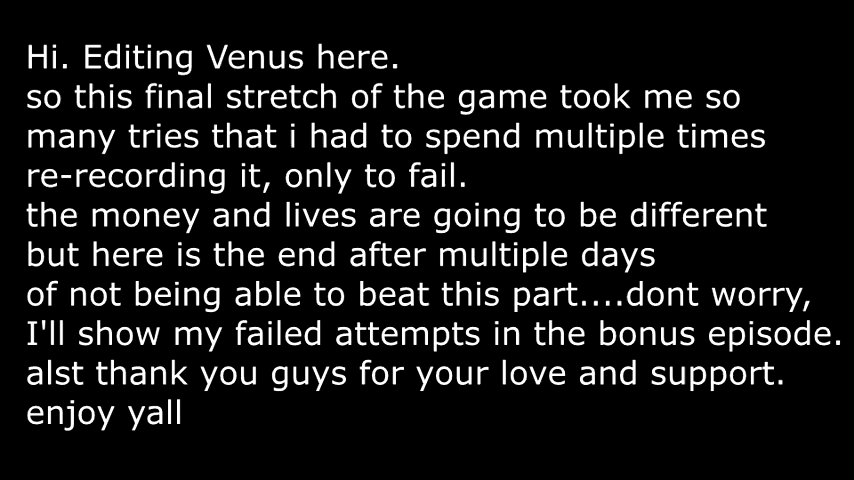 Hi. Editing Venus here.
so this final stretch of the game took me so
many tries that i had to spend multiple times
re-recording it, only to fail.
the money and lives are going to be different
but here is the end after multiple days
of not being able to beat this part....dont worry,
I'll show my failed attempts in the bonus episode.
alst thank you guys for your love and support.
enjoy yall